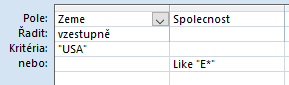 Pole: Zeme Spolecnost
Řadit: vzestupně
Kritéria: "USA"
nebo: Like "E*"